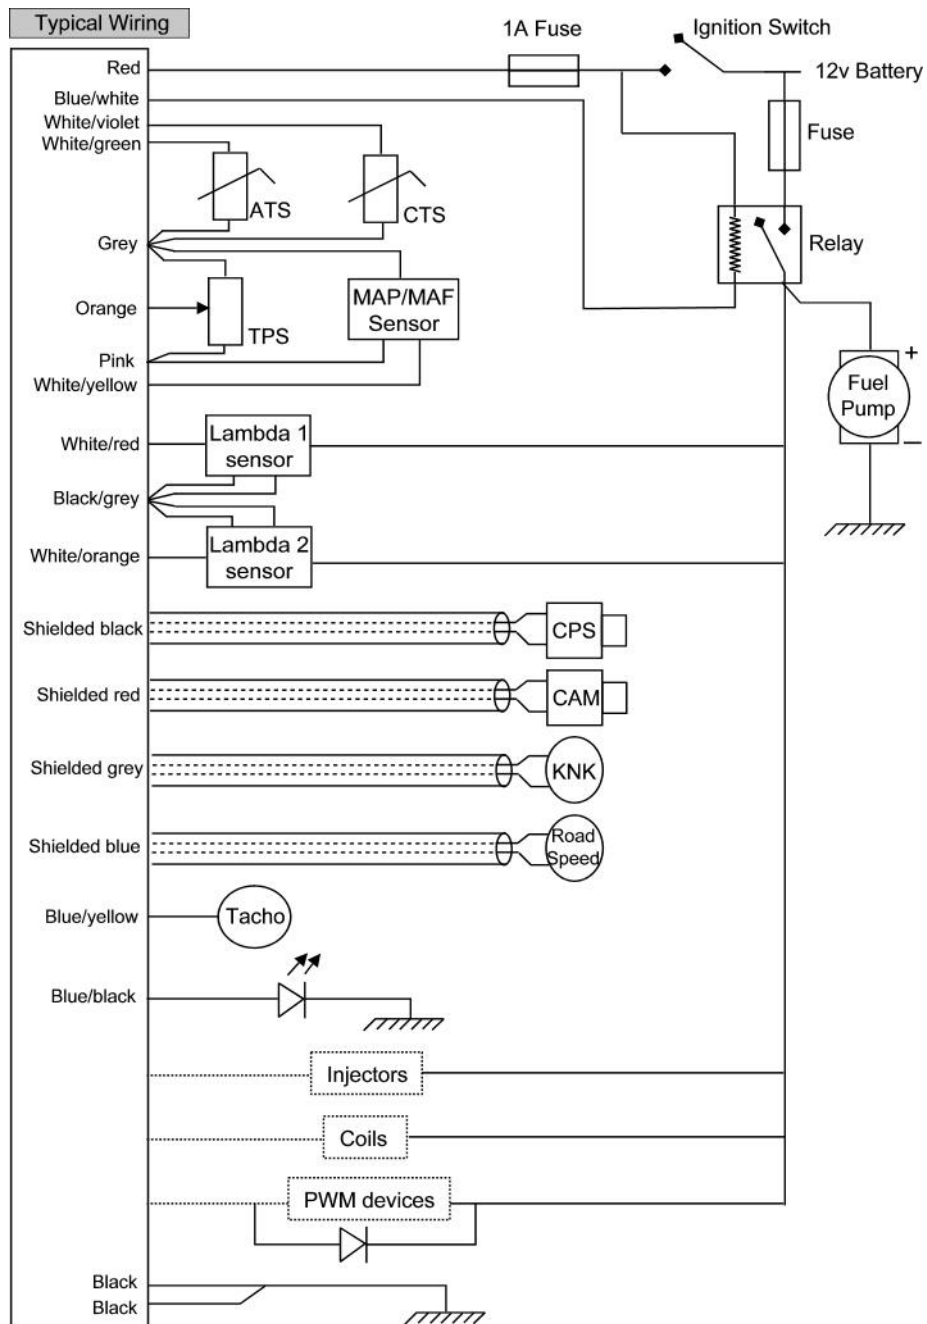 Typical Wiring
1A Fuse
Ignition Switch
Red
12v Battery
Blue/white
White/violet
White/green
Fuse
ATS
CTS
Grey
Relay
MAP/MAF
Sensor
Orange
TPS
Pink
White/yellow
+
Fuel
Pump
–
White/red
Lambda 1
sensor
Black/grey
White/orange
Lambda 2
sensor
Shielded black
CPS
Shielded red
CAM
Shielded grey
KNK
Shielded blue
Road
Speed
Blue/yellow
Tacho
Blue/black
Injectors
Coils
PWM devices
Black
Black